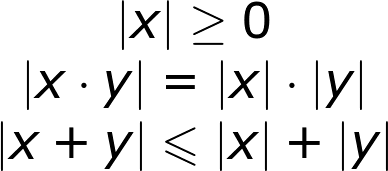 |x| ≥ 0
|x · y| = |x| · |y|
|x + y| ⩽ |x| + |y|